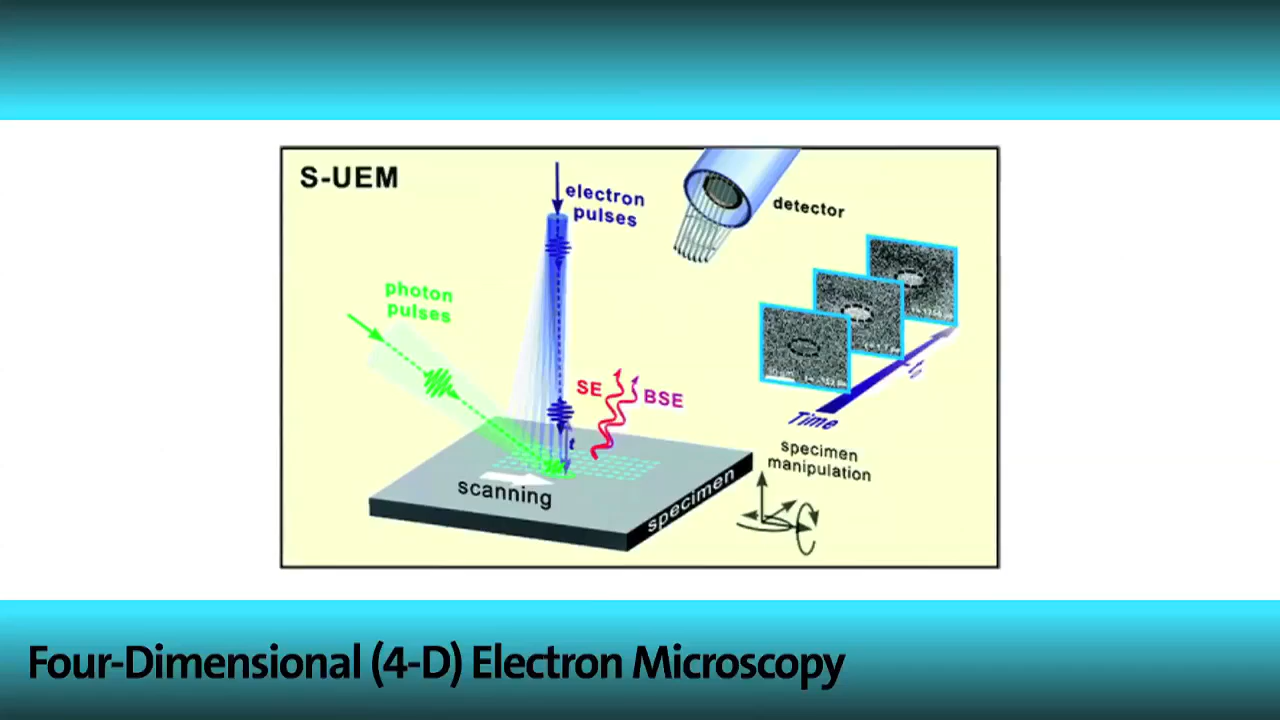 S-UEM
electron
pulses
detector
photon
pulses
SE
BSE
t
Time
specimen
manipulation
scanning
specimen
Four-Dimensional (4-D) Electron Microscopy